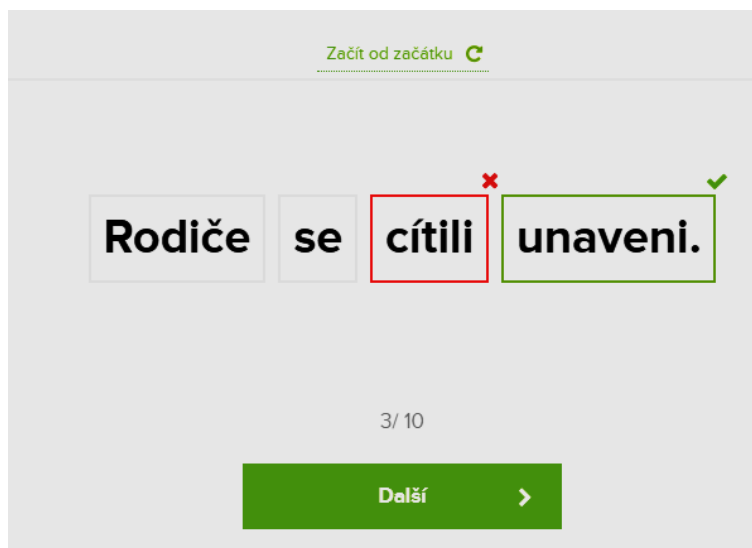 Začít od začátku
Rodiče se cítili unaveni.
3/ 10
Další